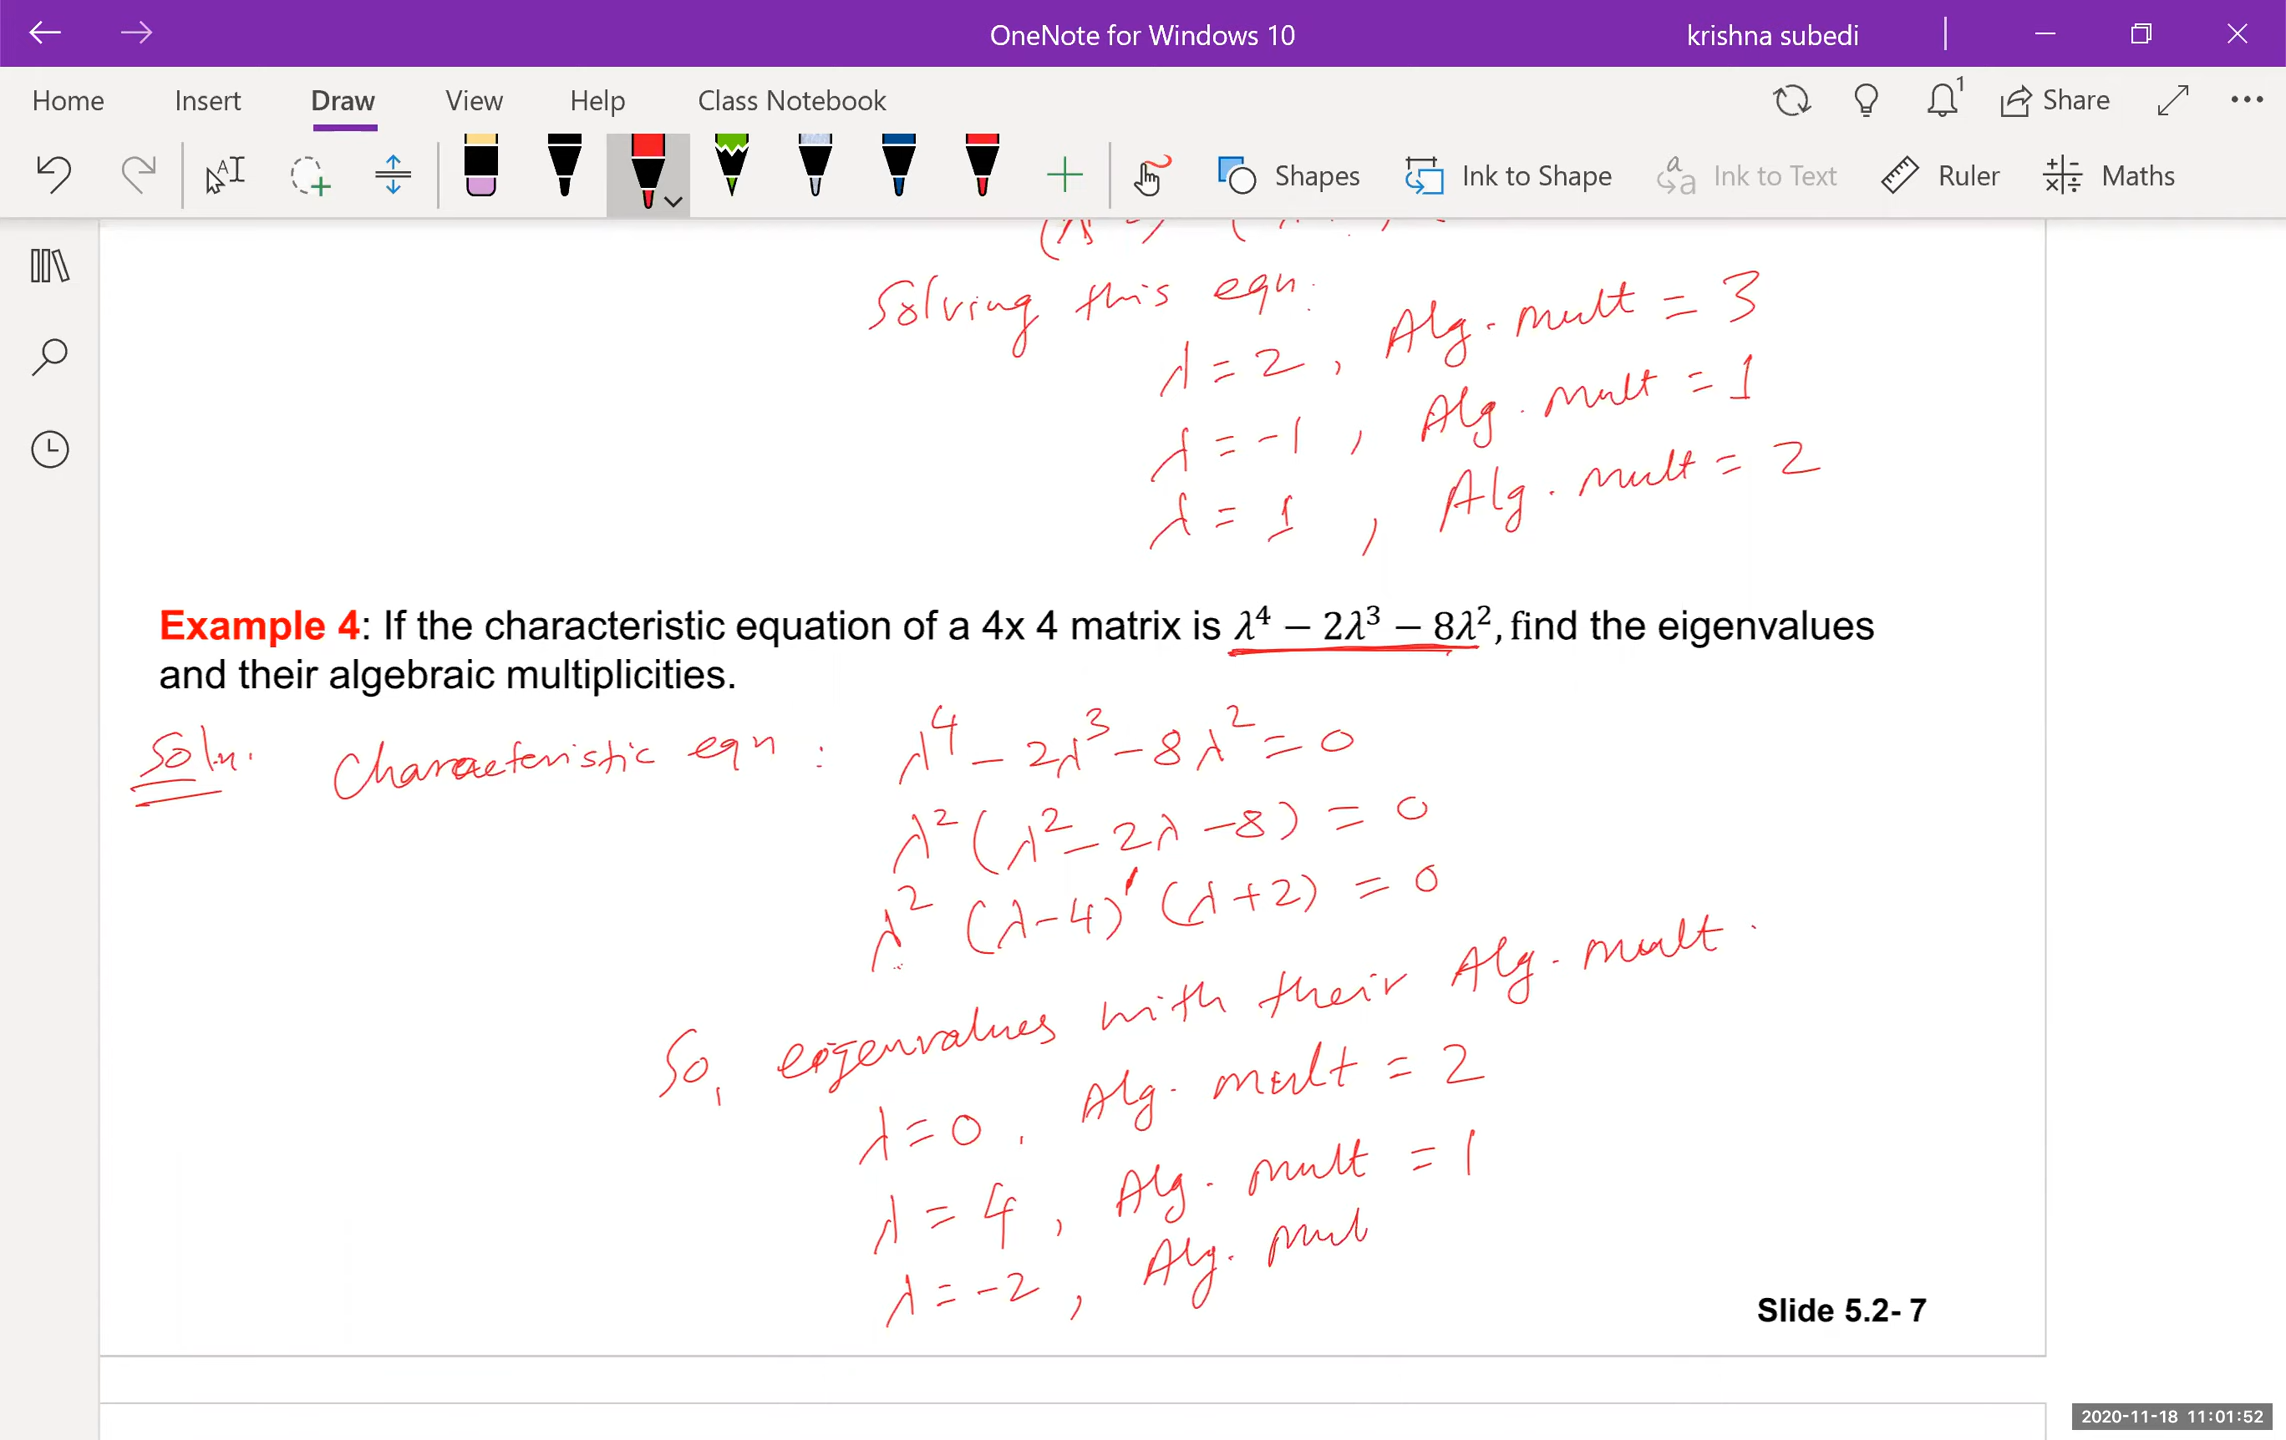 OneNote for Windows 10
krishna subedi
Home Insert Draw View Help Class Notebook
1 Share
Shapes Ink to Shape Ink to Text Ruler Maths
Solving this eqn.
λ = 2 , Alg. mult = 3
λ = -1 , Alg. mult = 1
λ = 1 , Alg. mult = 2
Example 4: If the characteristic equation of a 4x 4 matrix is λ⁴ − 2λ³ − 8λ², find the eigenvalues
and their algebraic multiplicities.
Soln. Characteristic eqn : λ⁴ - 2λ³ - 8λ² = 0
λ² (λ² - 2λ - 8) = 0
λ² (λ-4)¹ (λ+2) = 0
So, eigenvalues with their Alg. mult.
λ = 0 , Alg. mult = 2
λ = 4 , Alg. mult = 1
λ = -2 , Alg. mul
Slide 5.2- 7
2020-11-18 11:01:52